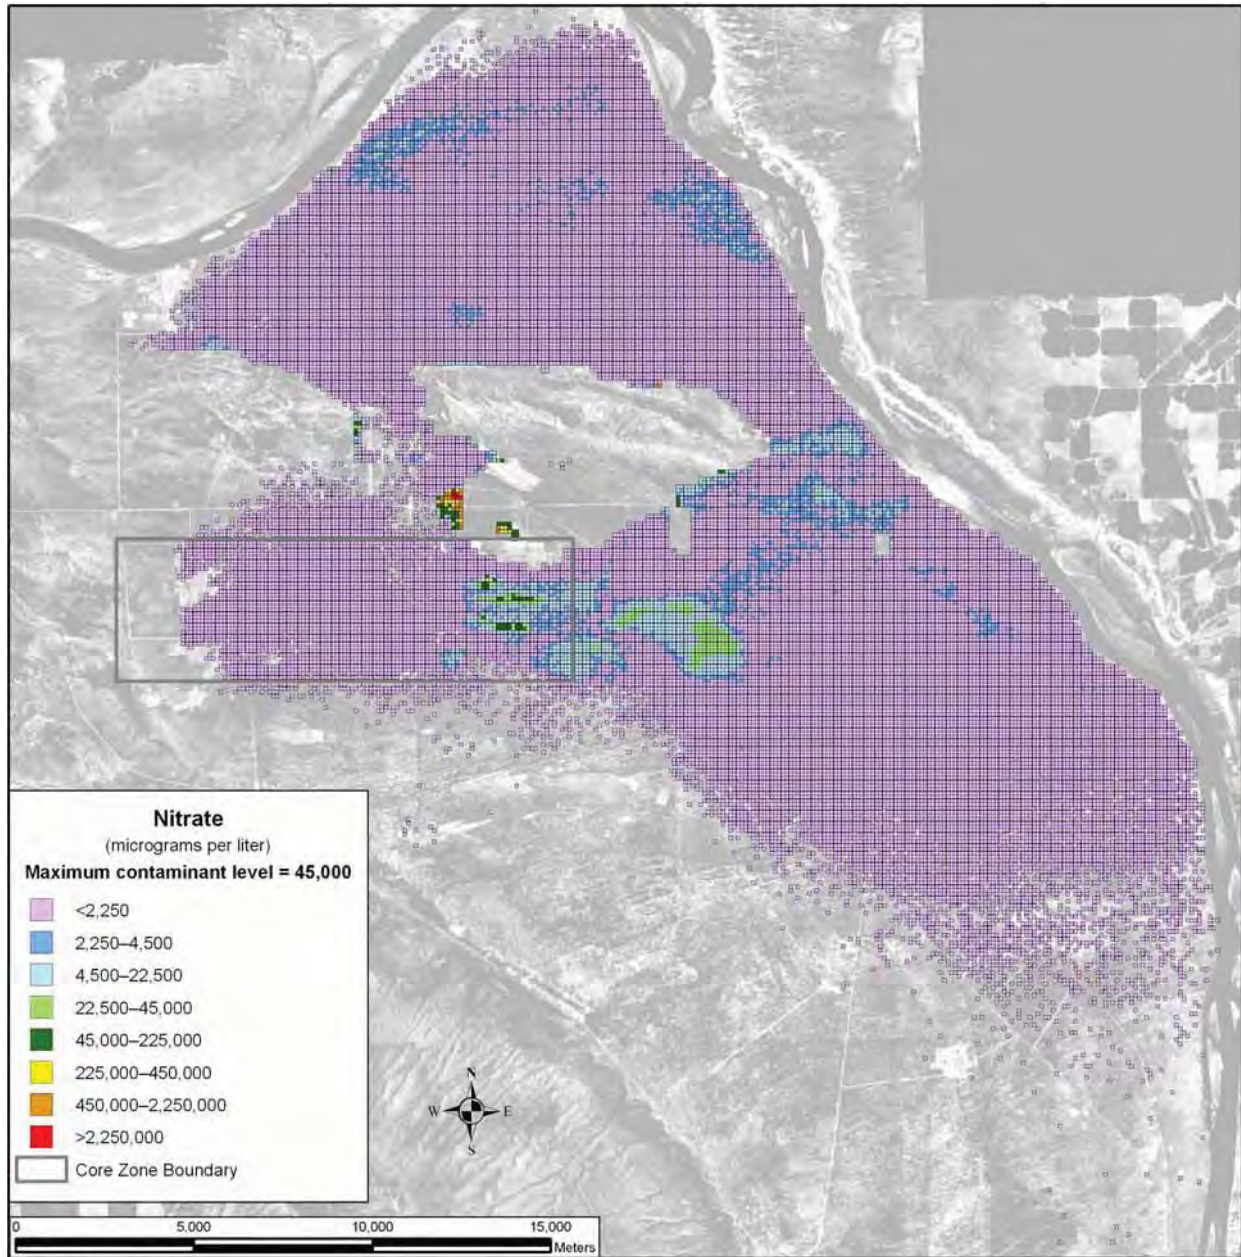 Nitrate
(micrograms per liter)
Maximum contaminant level = 45,000
<2,250
2,250–4,500
4,500–22,500
22,500–45,000
45,000–225,000
225,000–450,000
450,000–2,250,000
>2,250,000
Core Zone Boundary
N
W E
S
0 5,000 10,000 15,000
Meters